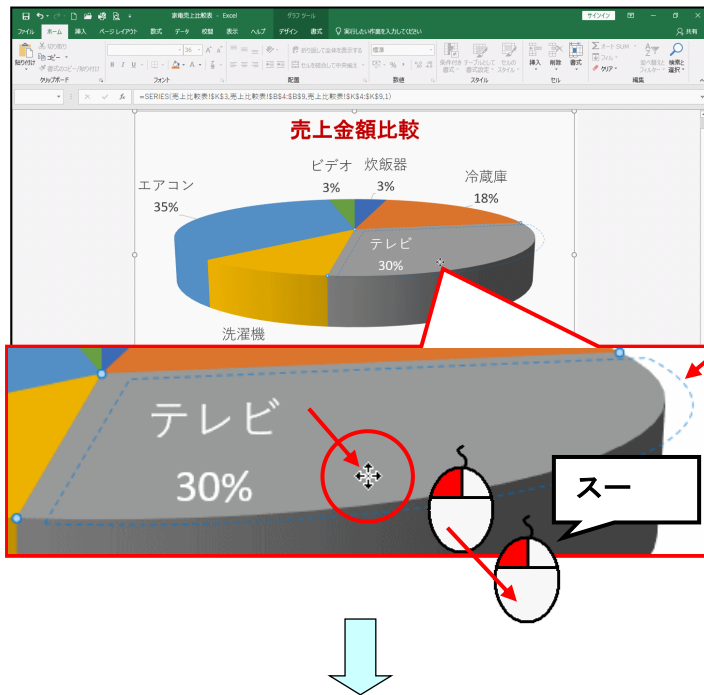 家電売上比較表 - Excel
グラフ ツール
サインイン
ファイル ホーム 挿入 ページ レイアウト 数式 データ 校閲 表示 ヘルプ デザイン 書式 実行したい作業を入力してください 共有
切り取り
コピー
書式のコピー/貼り付け
貼り付け
36
B I U
折り返して全体を表示する
セルを結合して中央揃え
標準
条件付き書式 テーブルとして書式設定 セルのスタイル
挿入 削除 書式
オート SUM
フィル
クリア
並べ替えとフィルター 検索と選択
クリップボード フォント 配置 数値 スタイル セル 編集
=SERIES(売上比較表!$K$3,売上比較表!$B$4:$B$9,売上比較表!$K$4:$K$9,1)
売上金額比較
ビデオ
3%
炊飯器
3%
冷蔵庫
18%
エアコン
35%
テレビ
30%
洗濯機
テレビ
30%
スー